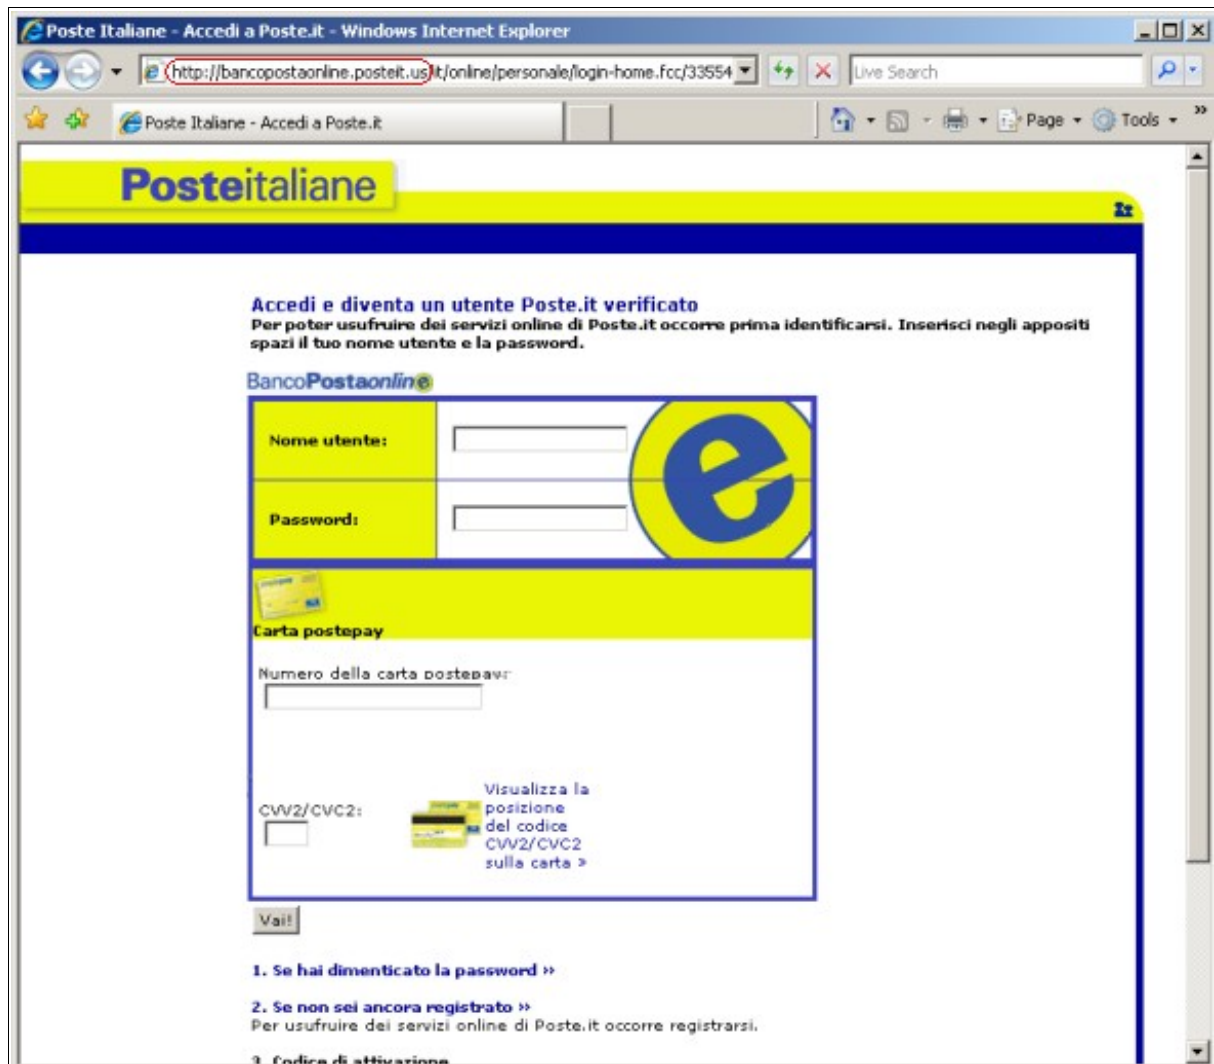 Poste Italiane - Accedi a Poste.it - Windows Internet Explorer
http://bancopostaonline.posteit.us/it/online/personale/login-home.fcc/33554
Live Search
Poste Italiane - Accedi a Poste.it
Page
Tools
Posteitaliane
Accedi e diventa un utente Poste.it verificato
Per poter usufruire dei servizi online di Poste.it occorre prima identificarsi. Inserisci negli appositi
spazi il tuo nome utente e la password.
BancoPostaonline
Nome utente:
e
Password:
Carta postepay
Numero della carta postepay:
CVV2/CVC2:
Visualizza la
posizione
del codice
CVV2/CVC2
sulla carta »
Vai!
1. Se hai dimenticato la password »
2. Se non sei ancora registrato »
Per usufruire dei servizi online di Poste.it occorre registrarsi.
3. Codice di attivazione